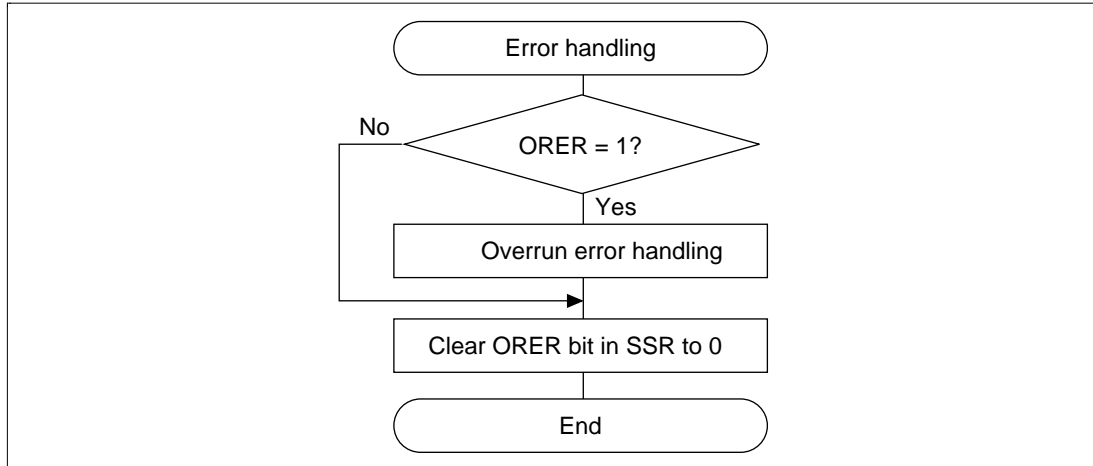 Error handling
No
ORER = 1?
Yes
Overrun error handling
Clear ORER bit in SSR to 0
End